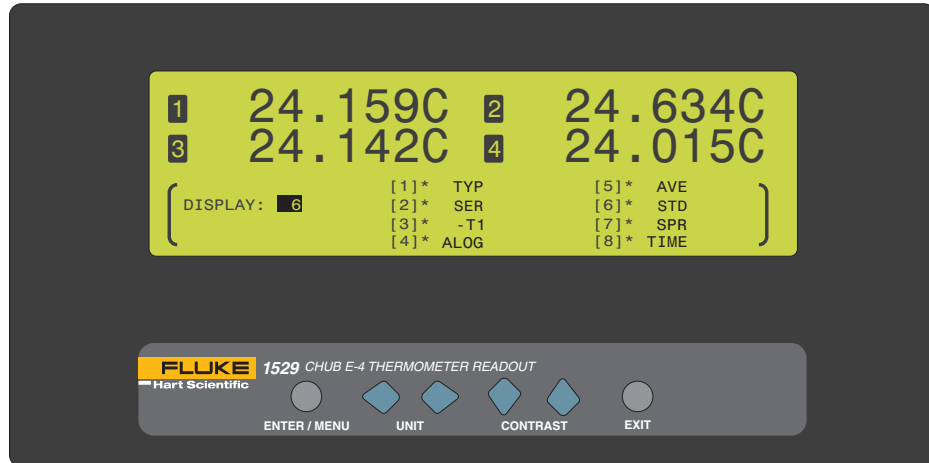 1 24.159C 2 24.634C
3 24.142C 4 24.015C
DISPLAY: 6
[1]* TYP [5]* AVE
[2]* SER [6]* STD
[3]* -T1 [7]* SPR
[4]* ALOG [8]* TIME
FLUKE 1529 CHUB E-4 THERMOMETER READOUT
Hart Scientific
ENTER / MENU UNIT CONTRAST EXIT